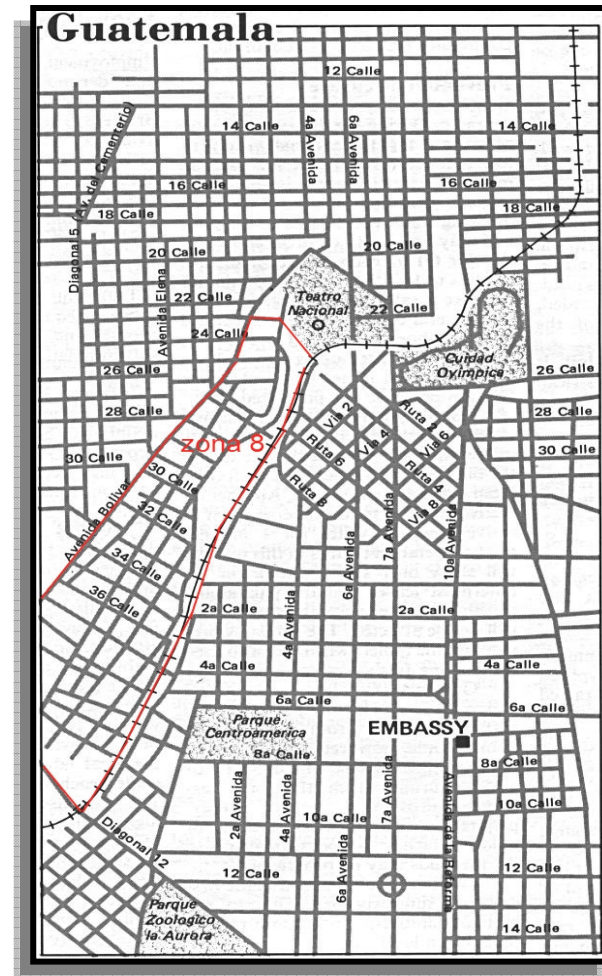 Guatemala
12 Calle
Diagonal 5 (Av. del Cementerio)
14 Calle
4a Avenida
6a Avenida
14 Calle
16 Calle
16 Calle
18 Calle
18 Calle
20 Calle
20 Calle
Avenida Elena
22 Calle
Teatro
Nacional
22 Calle
24 Calle
Cuidad
Oyimpica
26 Calle
26 Calle
28 Calle
Via 2
Ruta 2
28 Calle
zona 8
Via 4
Via 6
30 Calle
30 Calle
Ruta 6
30 Calle
Ruta 4
Ruta 8
Via 8
32 Calle
Avenida Bolivar
6a Avenida
7a Avenida
10a Avenida
34 Calle
36 Calle
2a Calle
4a Avenida
2a Calle
4a Calle
4a Calle
6a Calle
6a Calle
Parque
Centroamerica
EMBASSY
8a Calle
8a Calle
2a Avenida
4a Avenida
7a Avenida
Avenida de la Reforma
10a Calle
10a Calle
Diagonal 12
6a Avenida
12 Calle
12 Calle
Parque
Zoologico
la Aurora
14 Calle